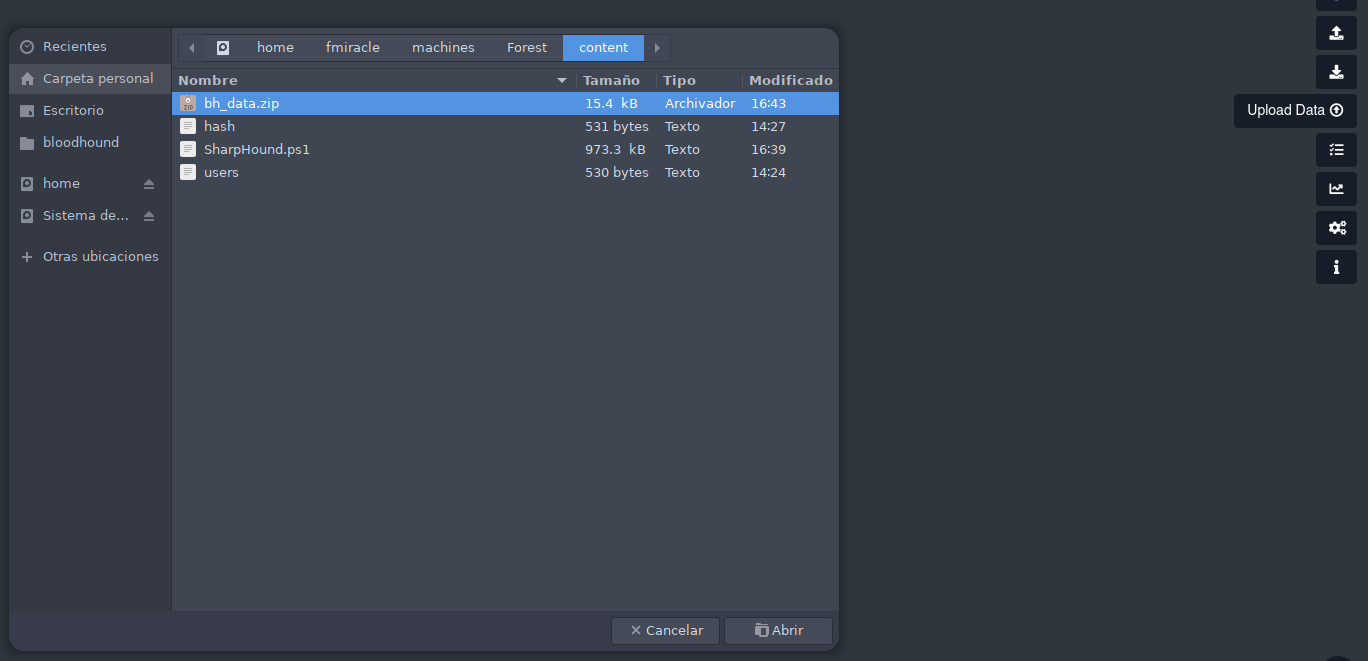 Recientes
Carpeta personal
Escritorio
bloodhound
home
Sistema de...
Otras ubicaciones
home fmiracle machines Forest content
Nombre Tamaño Tipo Modificado
bh_data.zip 15.4 kB Archivador 16:43
hash 531 bytes Texto 14:27
SharpHound.ps1 973.3 kB Texto 16:39
users 530 bytes Texto 14:24
Cancelar Abrir
Upload Data